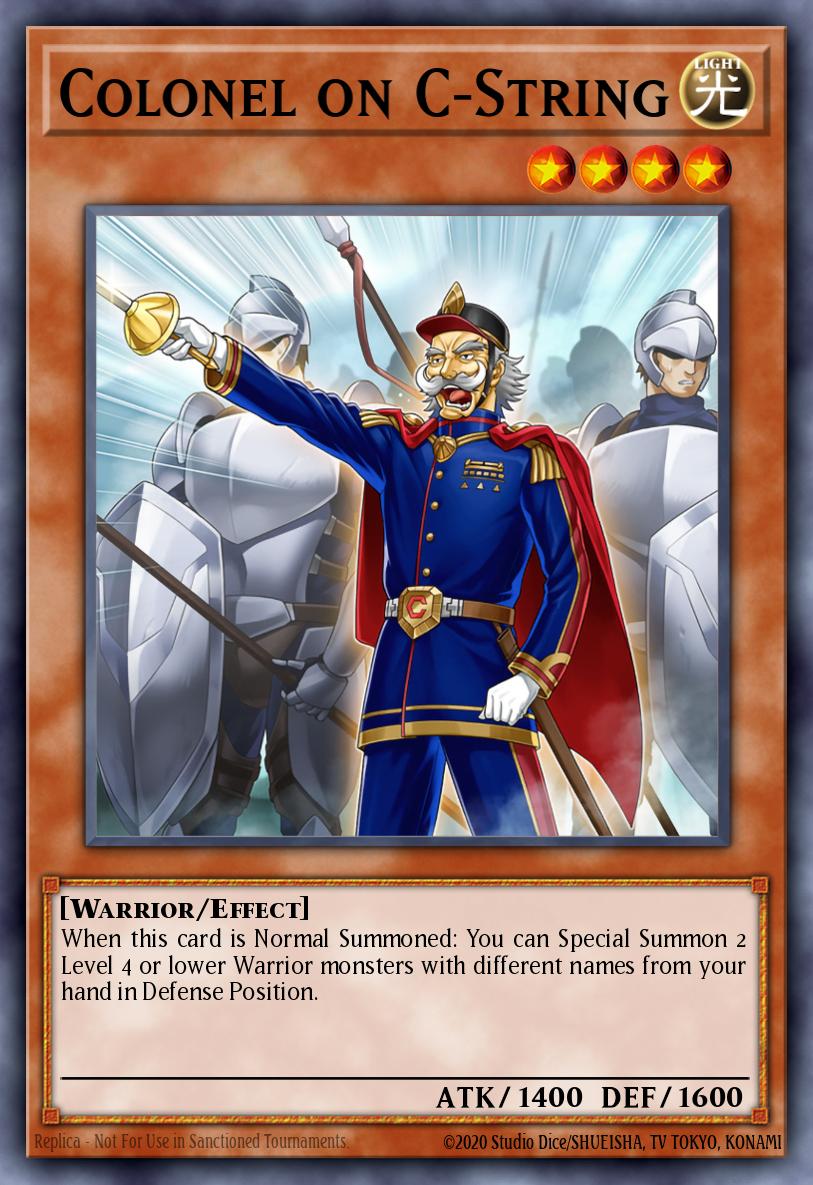 Colonel on C-String
LIGHT
光
C
[Warrior/Effect]
When this card is Normal Summoned: You can Special Summon 2
Level 4 or lower Warrior monsters with different names from your
hand in Defense Position.
ATK/1400 DEF/1600
Replica - Not For Use in Sanctioned Tournaments.
©2020 Studio Dice/SHUEISHA, TV TOKYO, KONAMI